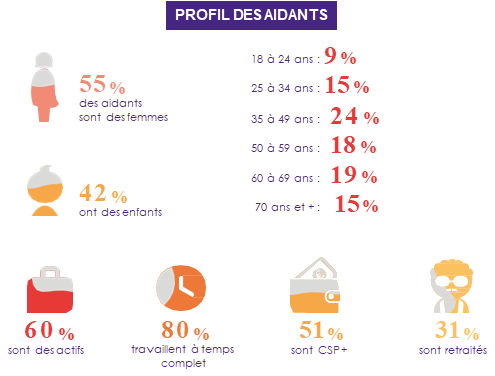 PROFIL DES AIDANTS
55 %
des aidants
sont des femmes
42 %
ont des enfants
18 à 24 ans : 9 %
25 à 34 ans : 15 %
35 à 49 ans : 24 %
50 à 59 ans : 18 %
60 à 69 ans : 19 %
70 ans et + : 15 %
60 %
sont des actifs
80 %
travaillent à temps
complet
51 %
sont CSP+
31 %
sont retraités